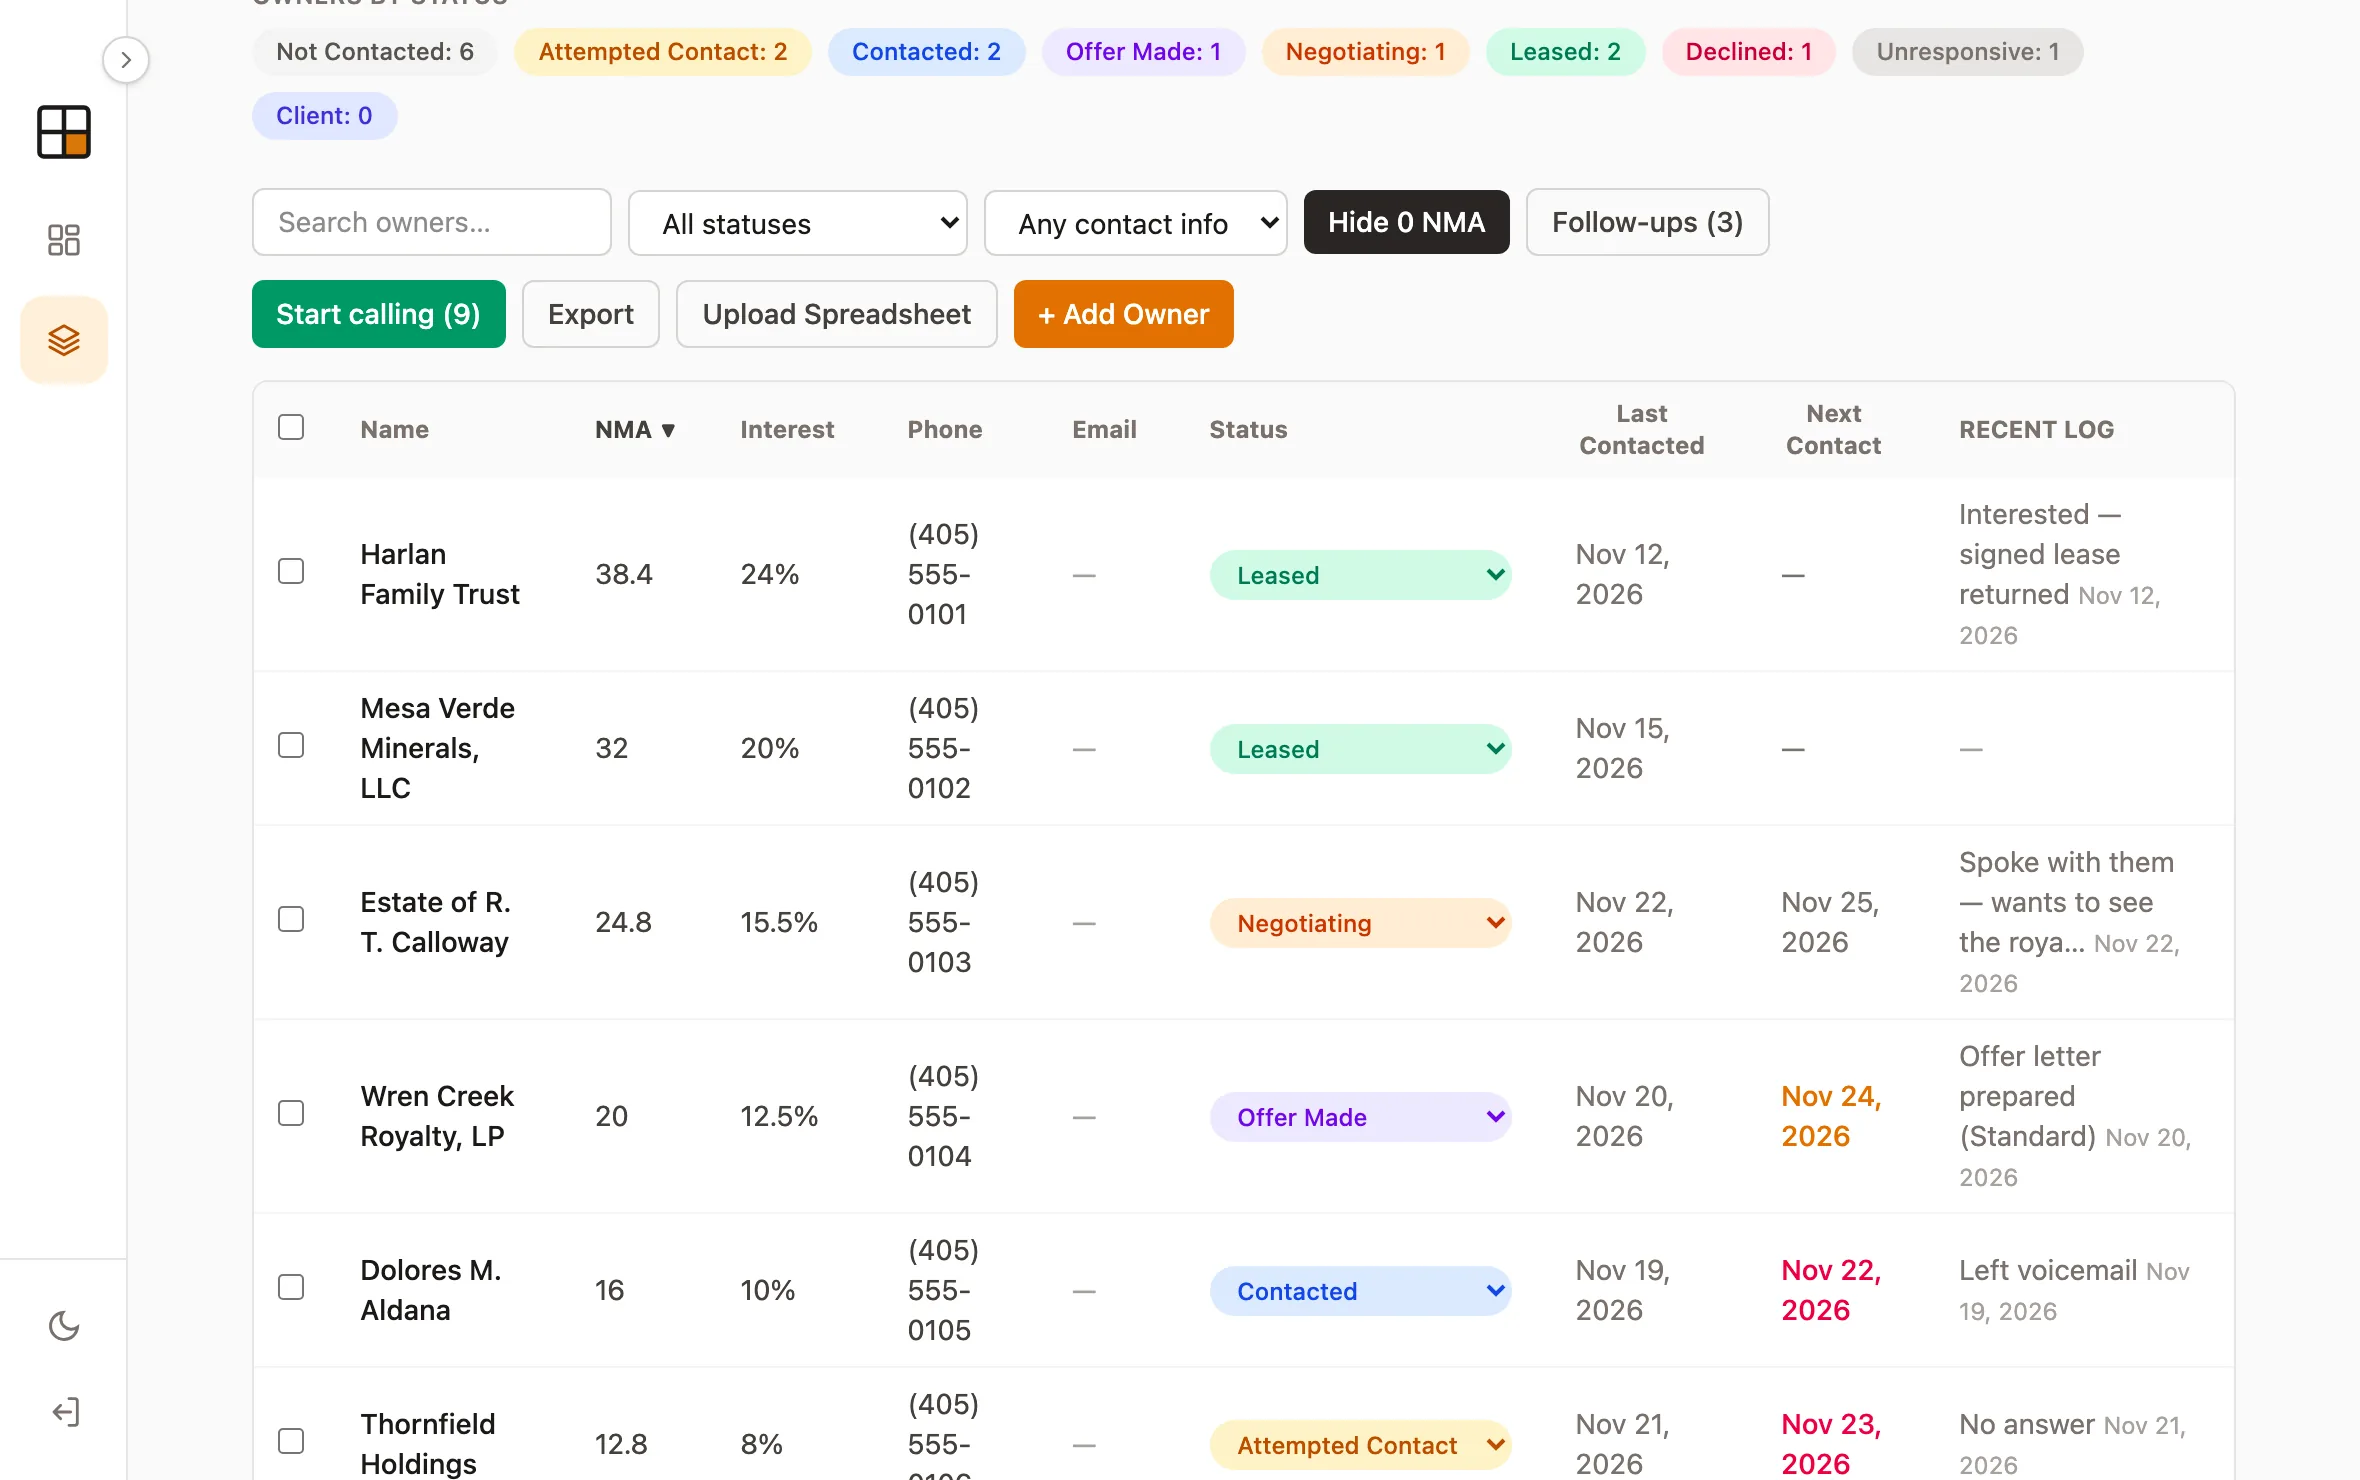 OWNERS BY STATUS
Not Contacted: 6 Attempted Contact: 2 Contacted: 2 Offer Made: 1 Negotiating: 1 Leased: 2 Declined: 1 Unresponsive: 1
Client: 0
Search owners... All statuses Any contact info Hide 0 NMA Follow-ups (3)
Start calling (9) Export Upload Spreadsheet + Add Owner
Name NMA ▼ Interest Phone Email Status Last Contacted Next Contact RECENT LOG
Harlan
Family Trust
38.4
24%
(405)
555-
0101
—
Leased
Nov 12,
2026
—
Interested —
signed lease
returned Nov 12,
2026
Mesa Verde
Minerals,
LLC
32
20%
(405)
555-
0102
—
Leased
Nov 15,
2026
—
—
Estate of R.
T. Calloway
24.8
15.5%
(405)
555-
0103
—
Negotiating
Nov 22,
2026
Nov 25,
2026
Spoke with them
— wants to see
the roya... Nov 22,
2026
Wren Creek
Royalty, LP
20
12.5%
(405)
555-
0104
—
Offer Made
Nov 20,
2026
Nov 24,
2026
Offer letter
prepared
(Standard) Nov 20,
2026
Dolores M.
Aldana
16
10%
(405)
555-
0105
—
Contacted
Nov 19,
2026
Nov 22,
2026
Left voicemail Nov
19, 2026
Thornfield
Holdings
12.8
8%
(405)
555-
0106
—
Attempted Contact
Nov 21,
2026
Nov 23,
2026
No answer Nov 21,
2026